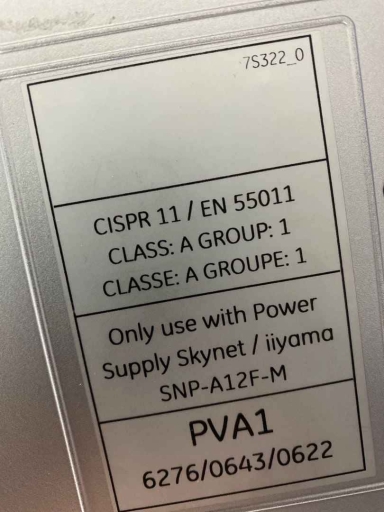 7S322_0
CISPR 11 / EN 55011
CLASS: A GROUP: 1
CLASSE: A GROUPE: 1
Only use with Power
Supply Skynet / iiyama
SNP-A12F-M
PVA1
6276/0643/0622